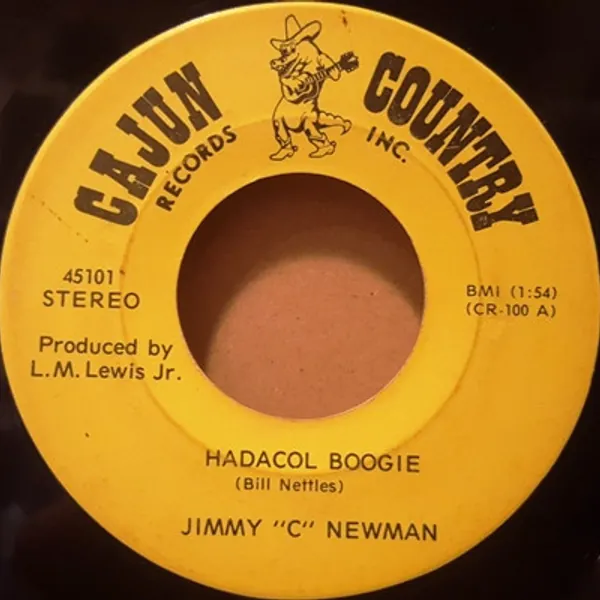 CAJUN COUNTRY
RECORDS INC.
45101
STEREO
BMI (1:54)
(CR-100 A)
Produced by
L.M. Lewis Jr.
HADACOL BOOGIE
(Bill Nettles)
JIMMY "C" NEWMAN